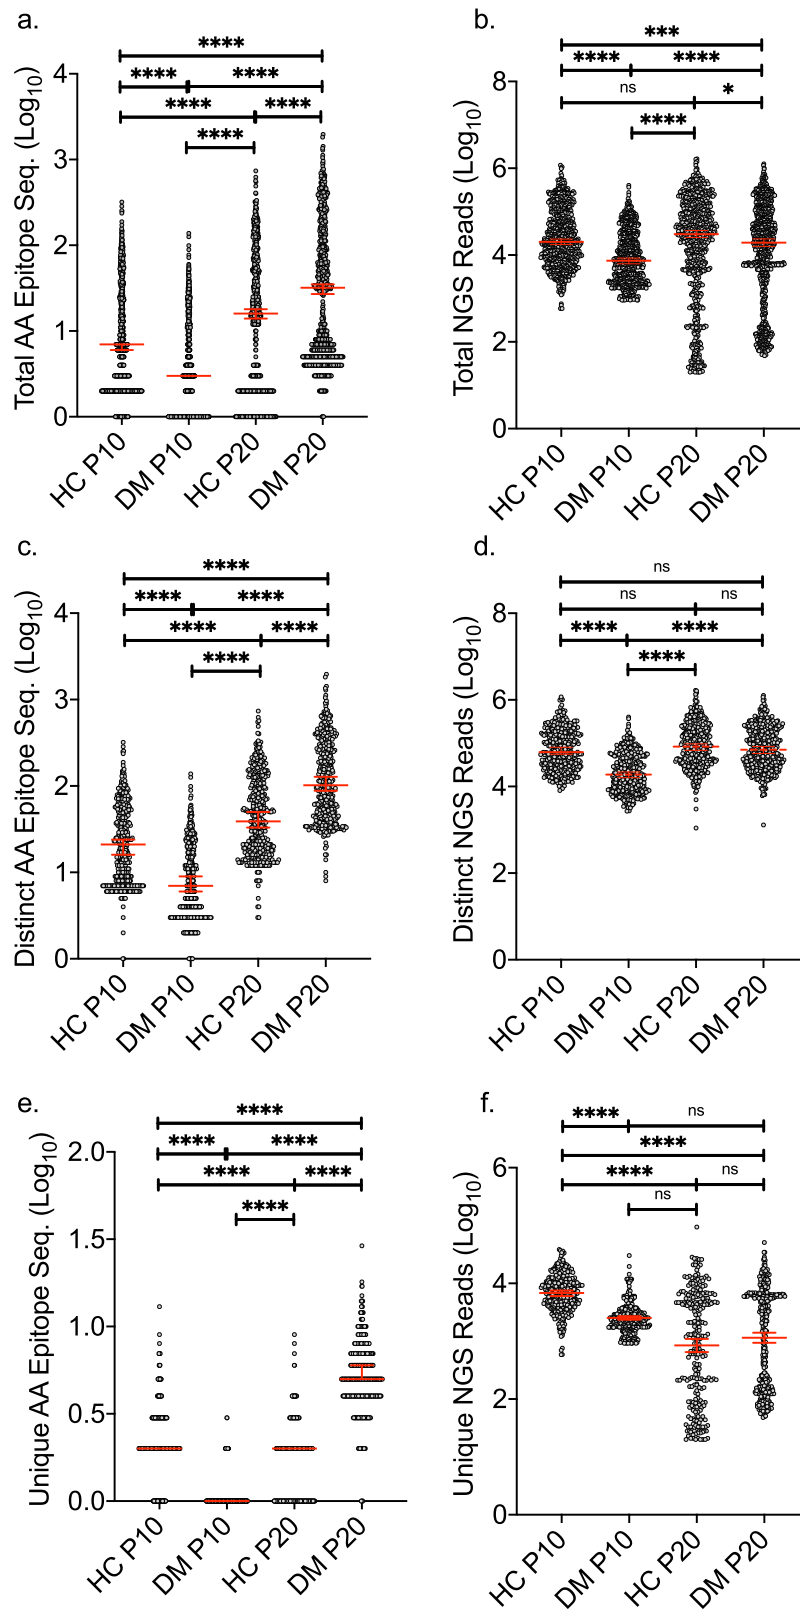 a.
****
**** ****
**** ****
****
Total AA Epitope Seq. (Log10)
4
3
2
1
0
HC P10 DM P10 HC P20 DM P20
b.
***
**** ****
ns *
****
Total NGS Reads (Log10)
8
6
4
2
0
HC P10 DM P10 HC P20 DM P20
c.
****
**** ****
**** ****
****
Distinct AA Epitope Seq. (Log10)
4
3
2
1
0
HC P10 DM P10 HC P20 DM P20
d.
ns
ns ns
**** ****
****
Distinct NGS Reads (Log10)
8
6
4
2
0
HC P10 DM P10 HC P20 DM P20
e.
****
**** ****
**** ****
****
Unique AA Epitope Seq. (Log10)
2.0
1.5
1.0
0.5
0.0
HC P10 DM P10 HC P20 DM P20
f.
**** ns
****
**** ns
ns
Unique NGS Reads (Log10)
6
4
2
0
HC P10 DM P10 HC P20 DM P20